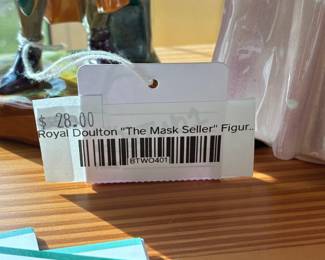 $ 28.00
Royal Doulton "The Mask Seller" Figur..
BTWO401